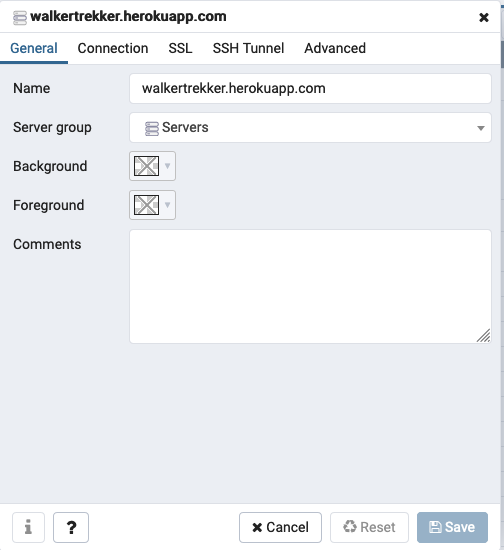 walkertrekker.herokuapp.com
General Connection SSL SSH Tunnel Advanced
Name walkertrekker.herokuapp.com
Server group Servers
Background
Foreground
Comments
i ? Cancel Reset Save